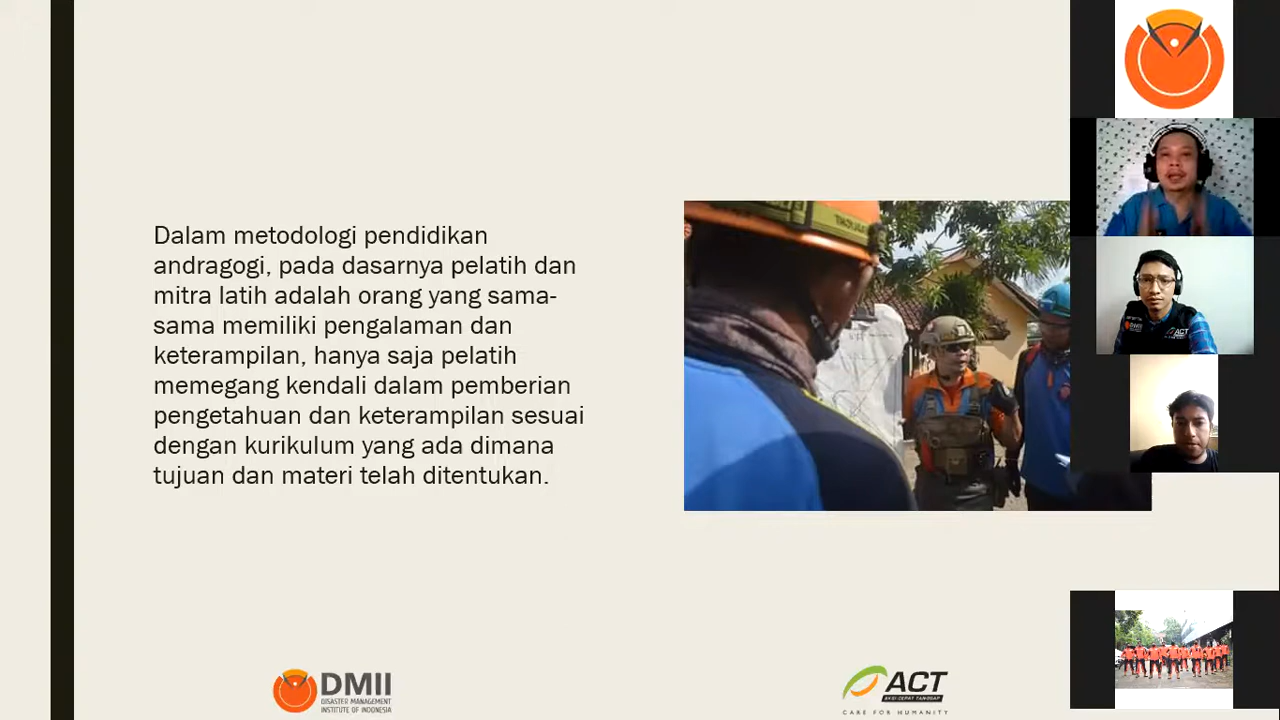 Dalam metodologi pendidikan
andragogi, pada dasarnya pelatih dan
mitra latih adalah orang yang sama-
sama memiliki pengalaman dan
keterampilan, hanya saja pelatih
memegang kendali dalam pemberian
pengetahuan dan keterampilan sesuai
dengan kurikulum yang ada dimana
tujuan dan materi telah ditentukan.
DMII
ACT
DMII
DISASTER MANAGEMENT
INSTITUTE OF INDONESIA
ACT
AKSI CEPAT TANGGAP
CARE FOR HUMANITY